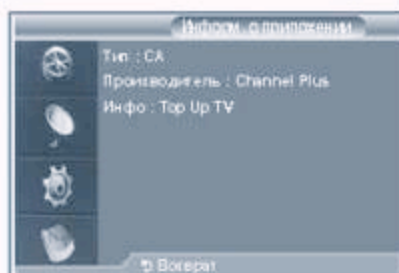 Информ. о приложении
Тип : CA
Производитель : Channel Plus
Инфо : Top Up TV
Возврат